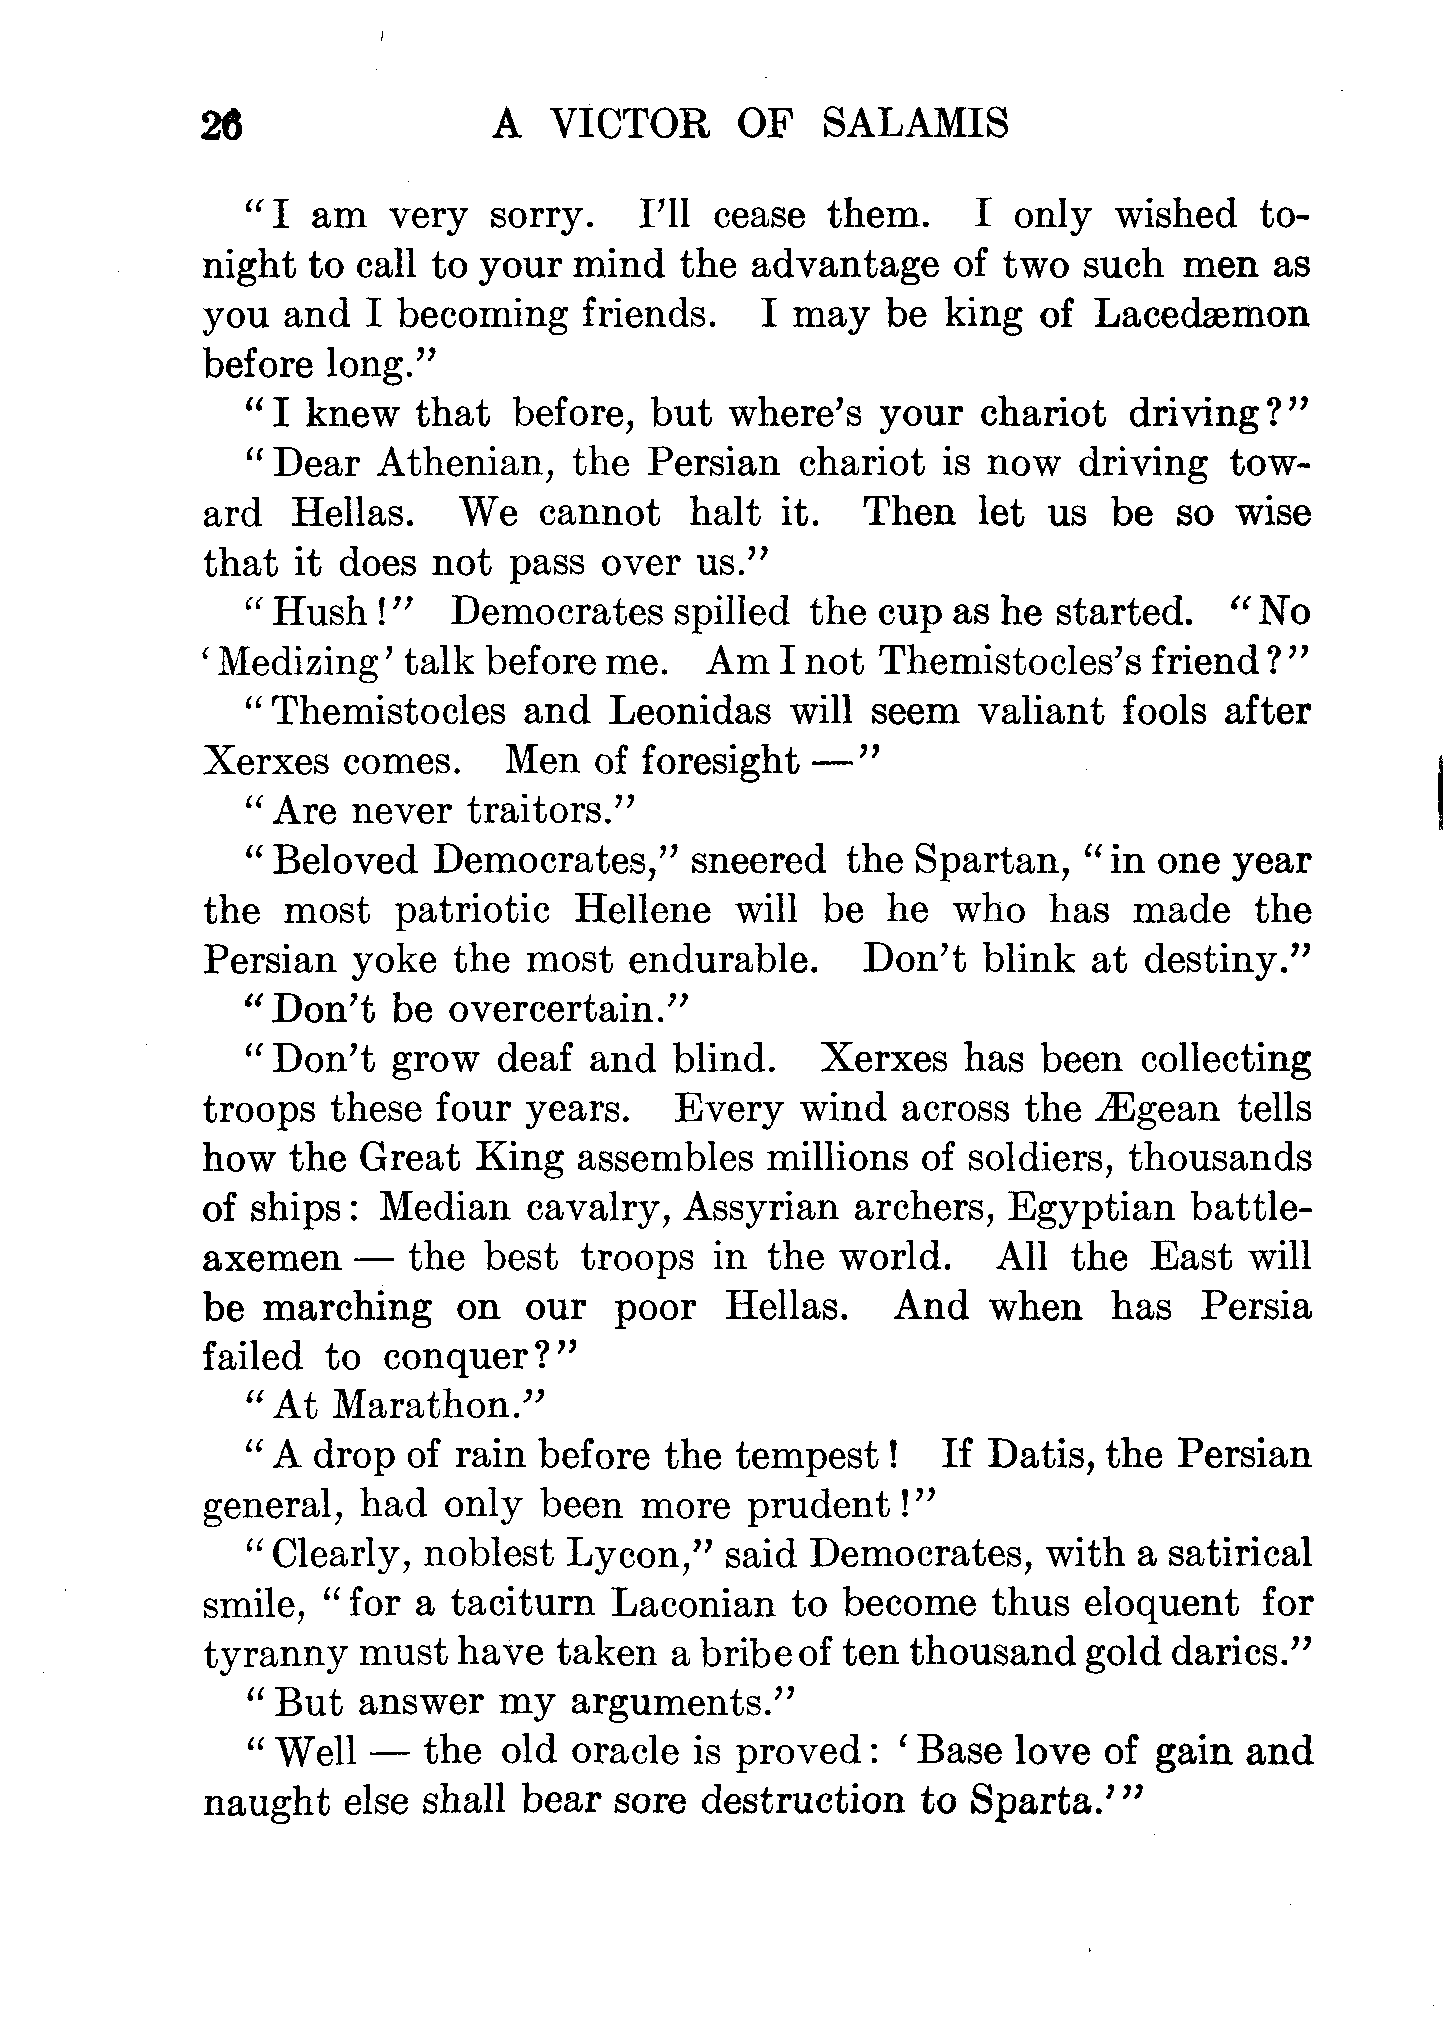 26 A VICTOR OF SALAMIS
“I am very sorry. I’ll cease them. I only wished to-
night to call to your mind the advantage of two such men as
you and I becoming friends. I may be king of Lacedæmon
before long.”
“I knew that before, but where’s your chariot driving?”
“Dear Athenian, the Persian chariot is now driving tow-
ard Hellas. We cannot halt it. Then let us be so wise
that it does not pass over us.”
“Hush!” Democrates spilled the cup as he started. “No
‘Medizing’ talk before me. Am I not Themistocles’s friend?”
“Themistocles and Leonidas will seem valiant fools after
Xerxes comes. Men of foresight —”
“Are never traitors.”
“Beloved Democrates,” sneered the Spartan, “in one year
the most patriotic Hellene will be he who has made the
Persian yoke the most endurable. Don’t blink at destiny.”
“Don’t be overcertain.”
“Don’t grow deaf and blind. Xerxes has been collecting
troops these four years. Every wind across the Ægean tells
how the Great King assembles millions of soldiers, thousands
of ships: Median cavalry, Assyrian archers, Egyptian battle-
axemen — the best troops in the world. All the East will
be marching on our poor Hellas. And when has Persia
failed to conquer?”
“At Marathon.”
“A drop of rain before the tempest! If Datis, the Persian
general, had only been more prudent!”
“Clearly, noblest Lycon,” said Democrates, with a satirical
smile, “for a taciturn Laconian to become thus eloquent for
tyranny must have taken a bribe of ten thousand gold darics.”
“But answer my arguments.”
“Well — the old oracle is proved: ‘Base love of gain and
naught else shall bear sore destruction to Sparta.’”